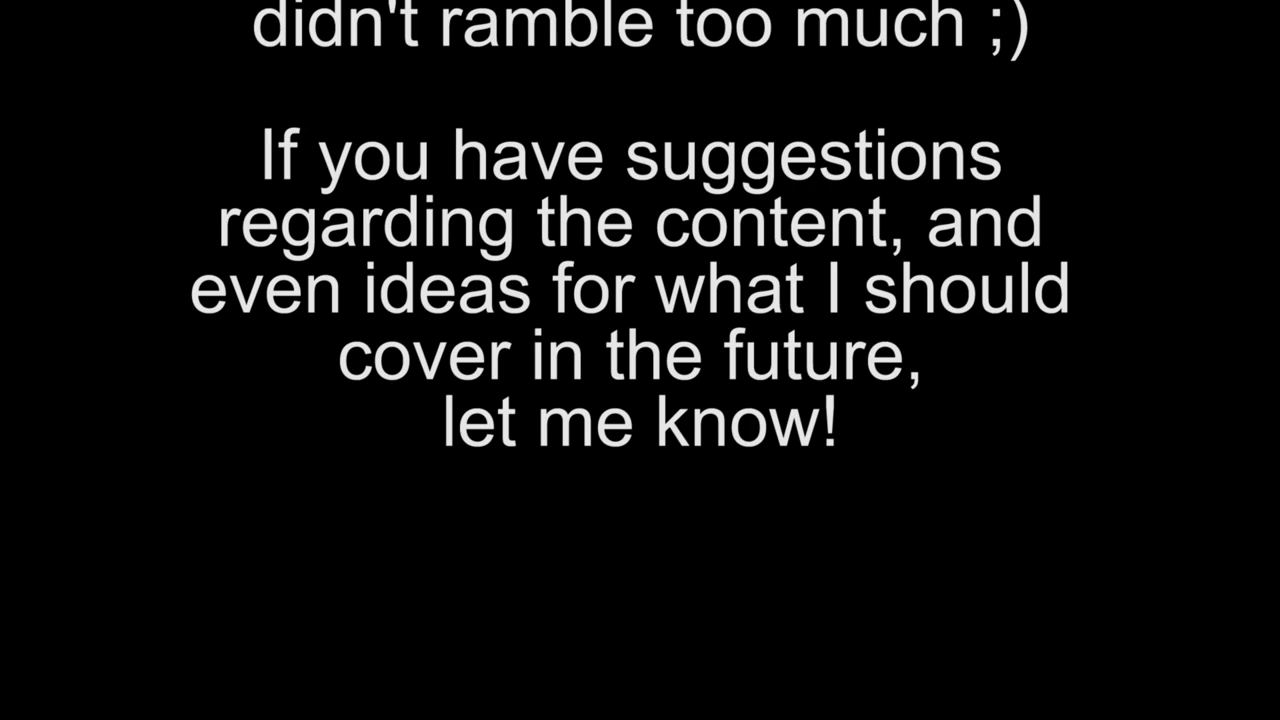 didn't ramble too much ;)
If you have suggestions
regarding the content, and
even ideas for what I should
cover in the future,
let me know!